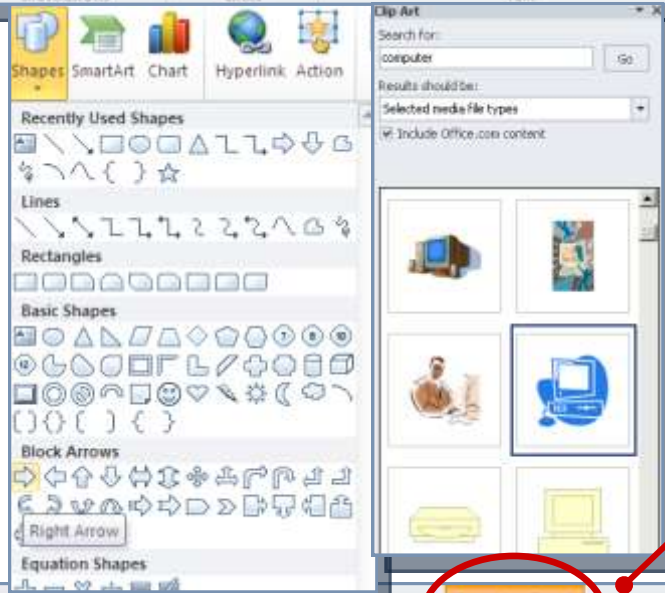 Shapes SmartArt Chart Hyperlink Action
Recently Used Shapes
Lines
Rectangles
Basic Shapes
Block Arrows
Right Arrow
Equation Shapes
Clip Art
Search for:
computer Go
Results should be:
Selected media file types
Include Office.com content